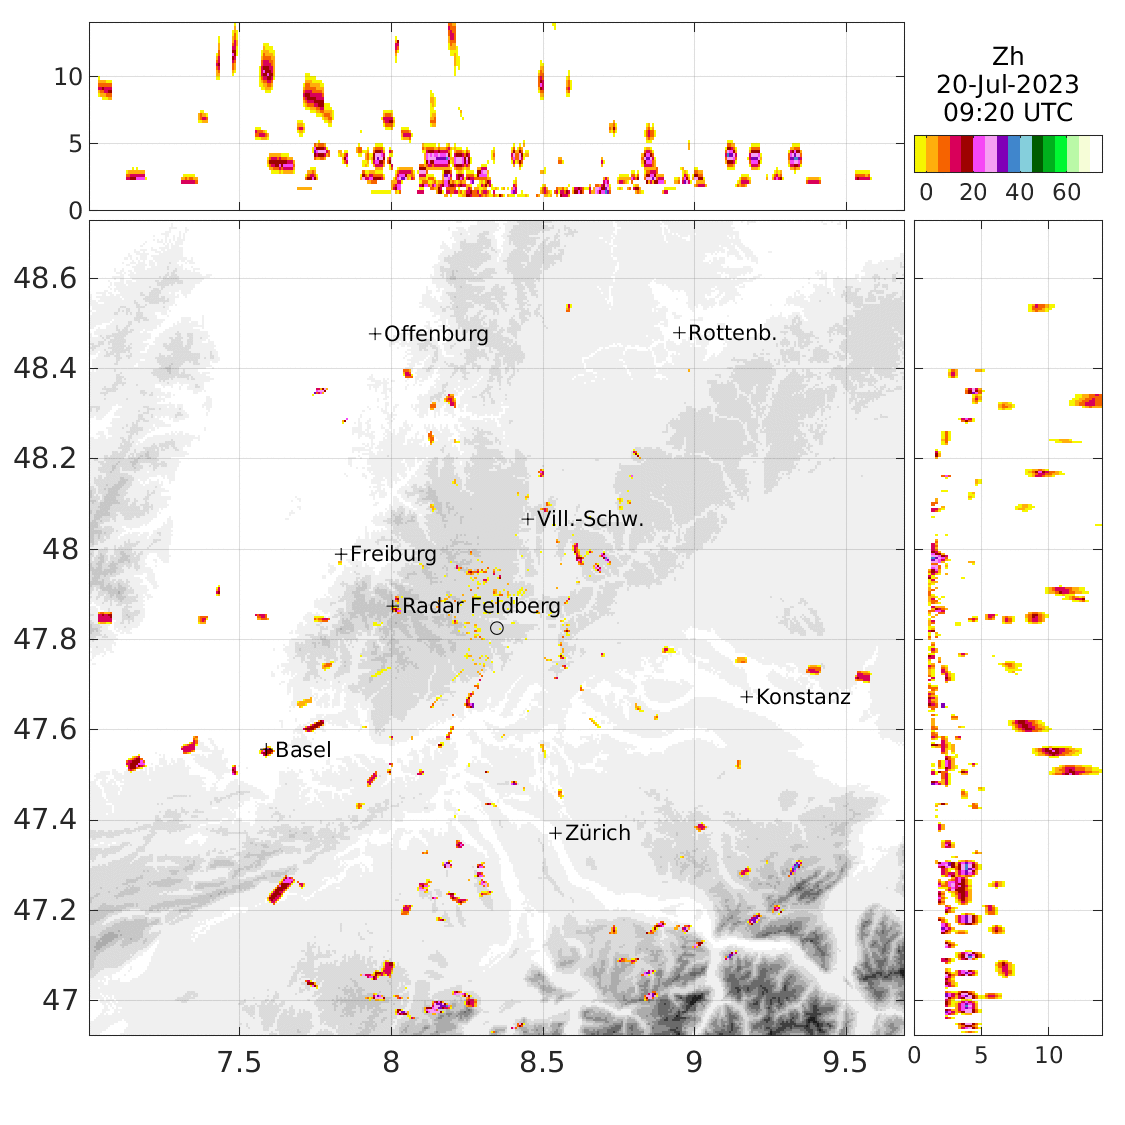 10
5
0
Zh
20-Jul-2023
09:20 UTC
0 20 40 60
48.6
48.4
48.2
48
47.8
47.6
47.4
47.2
47
+Offenburg
+Rottenb.
+Vill.-Schw.
+Freiburg
+Radar Feldberg
+Konstanz
+Basel
+Zürich
7.5 8 8.5 9 9.5
0 5 10